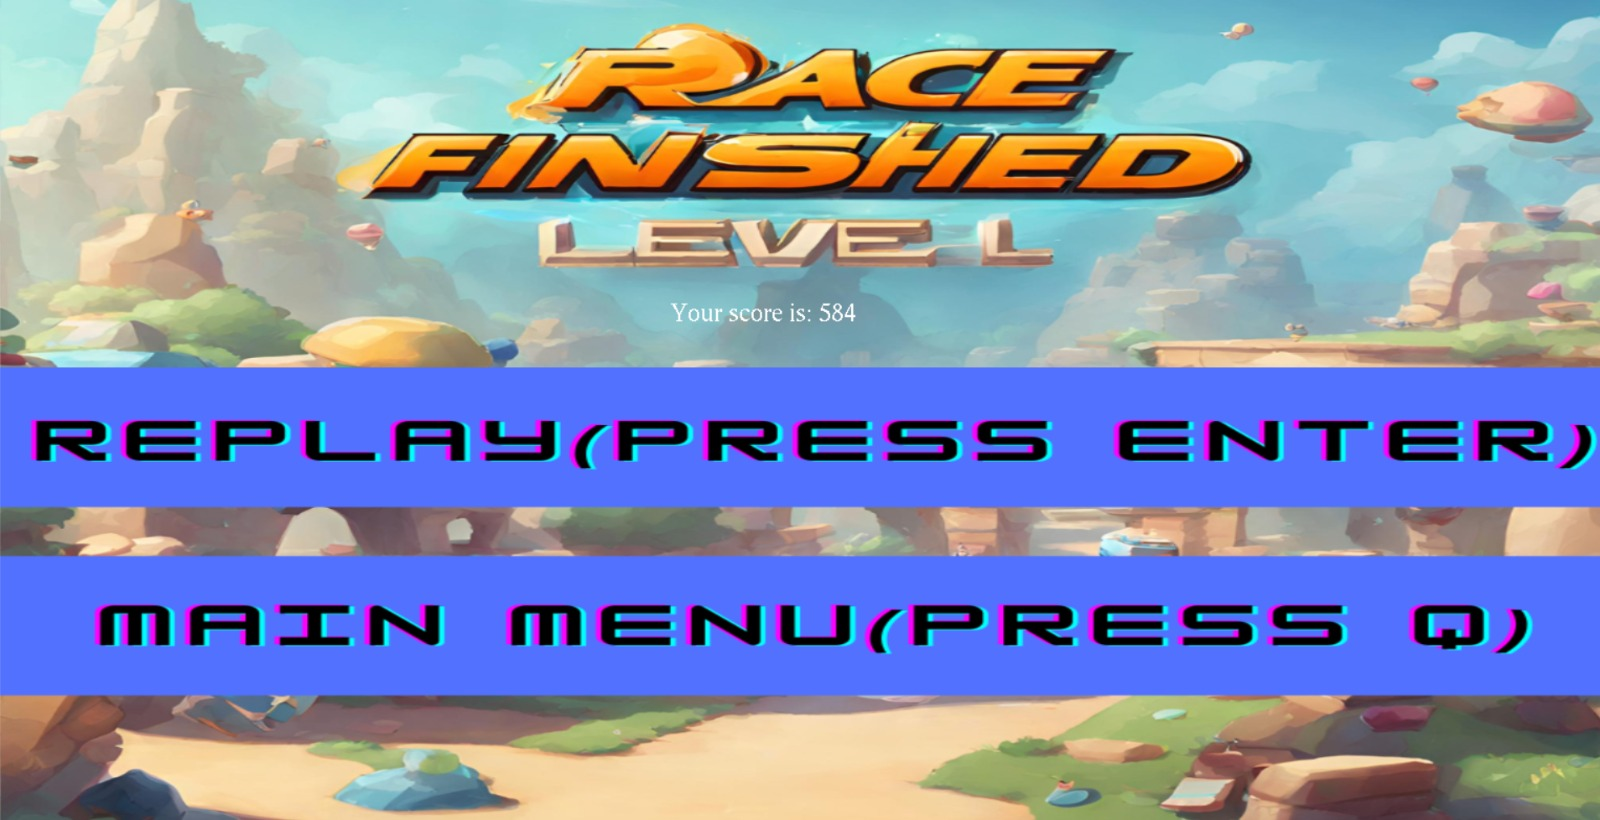 RACE
FINSHED
LEVEL
Your score is: 584
REPLAY(PRESS ENTER)
MAIN MENU(PRESS Q)